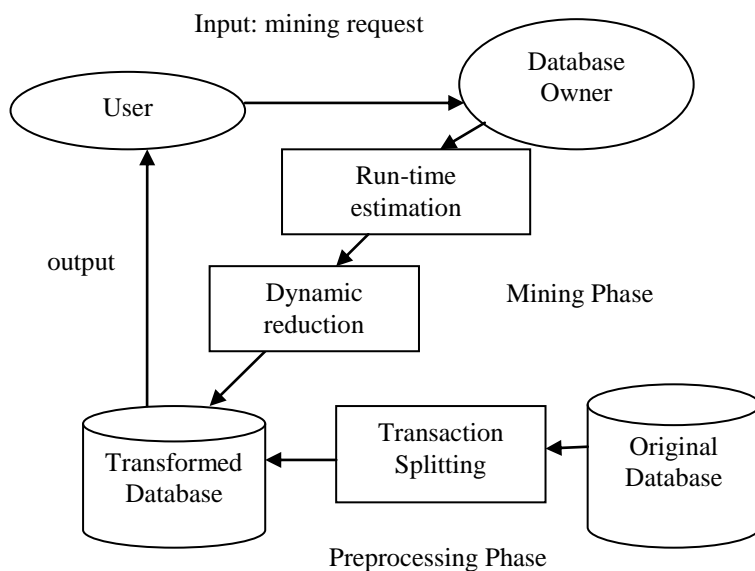 Input: mining request
Database
Owner
User
Run-time
estimation
output
Dynamic
reduction
Mining Phase
Transformed
Database
Transaction
Splitting
Original
Database
Preprocessing Phase